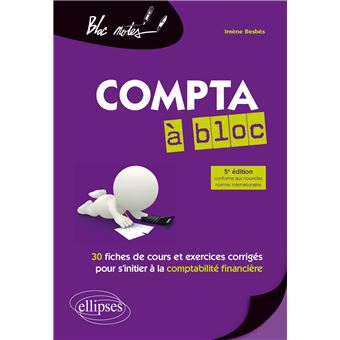 Bloc notes
Imène Besbès
COMPTA
à bloc
5e édition
conforme aux nouvelles
normes internationales
30 fiches de cours et exercices corrigés
pour s'initier à la comptabilité financière
ellipses